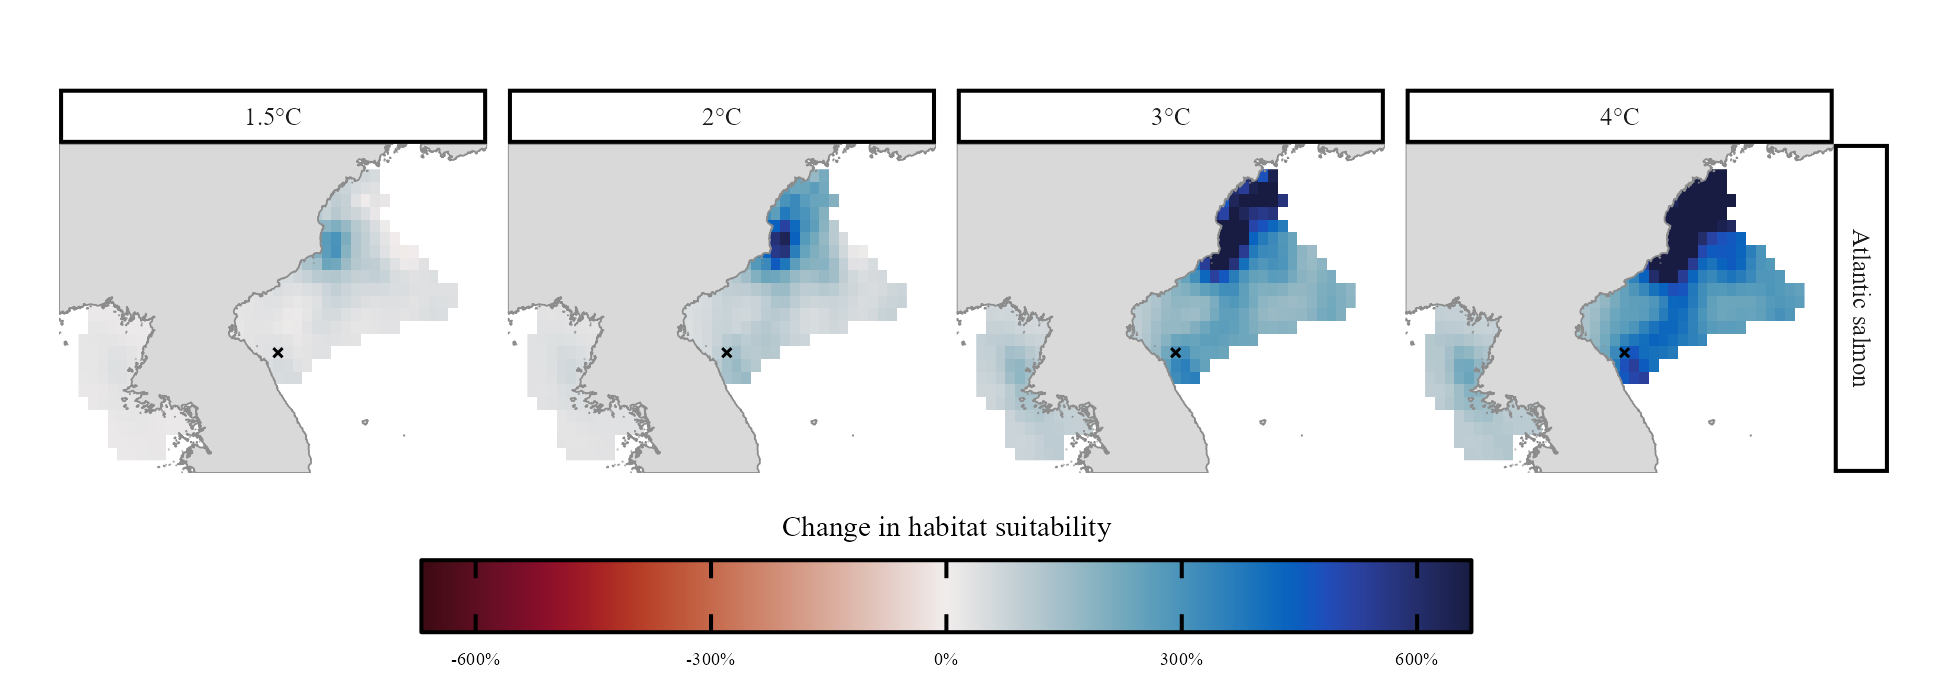 1.5°C
2°C
3°C
4°C
Atlantic salmon
Change in habitat suitability
-600%
-300%
0%
300%
600%